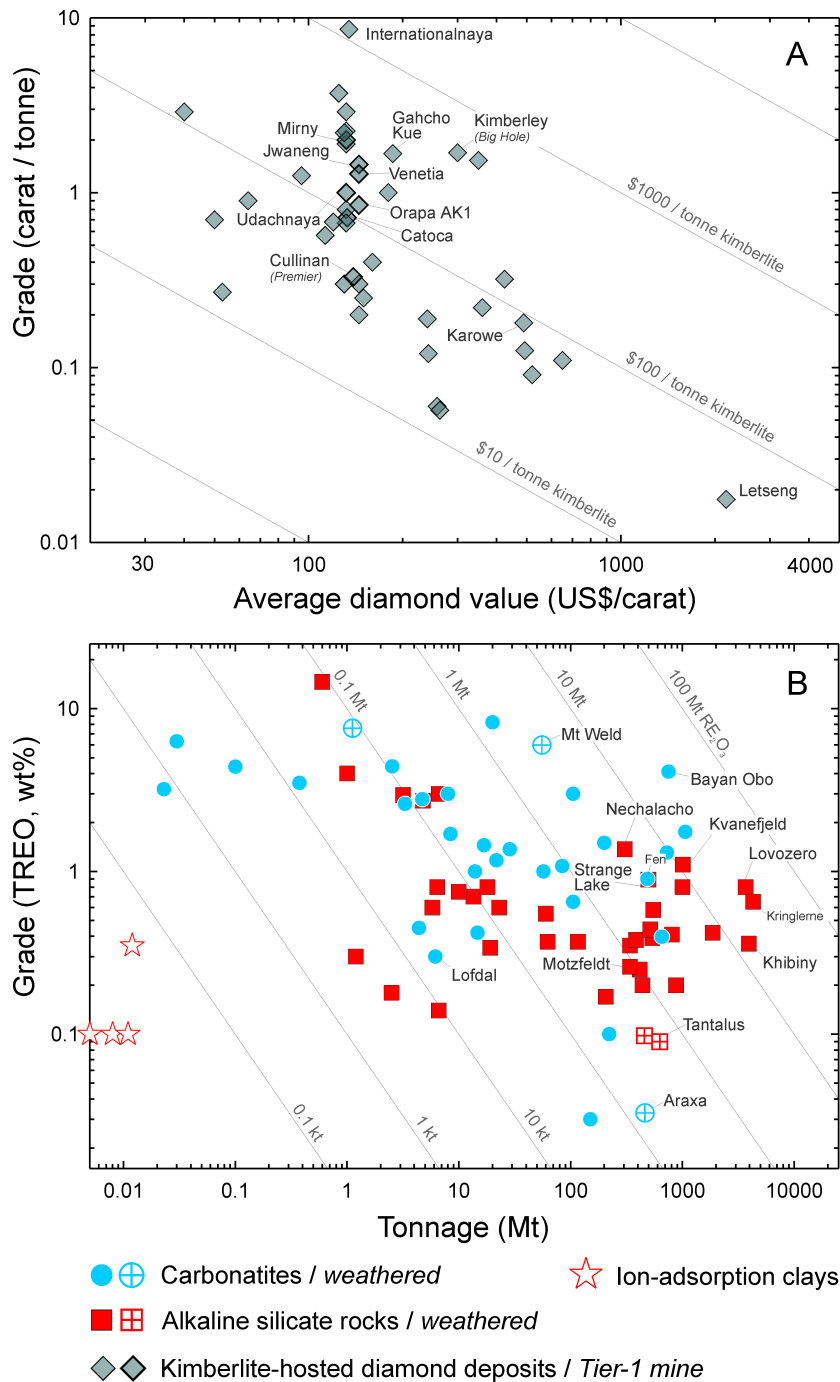 A
Grade (carat / tonne)
10
1
0.1
0.01
Internationalnaya
Mirny
Gahcho
Kue
Kimberley
(Big Hole)
Jwaneng
Venetia
Udachnaya
Orapa AK1
Catoca
Cullinan
(Premier)
Karowe
Letseng
$1000 / tonne kimberlite
$100 / tonne kimberlite
$10 / tonne kimberlite
30
100
1000
4000
Average diamond value (US$/carat)
B
Grade (TREO, wt%)
10
1
0.1
0.1 Mt
1 Mt
10 Mt
100 Mt RE₂O₃
Mt Weld
Bayan Obo
Nechalacho
Kvanefjeld
Fen
Strange
Lake
Lovozero
Kringlerne
Lofdal
Motzfeldt
Khibiny
Tantalus
Araxa
0.1 kt
1 kt
10 kt
0.01
0.1
1
10
100
1000
10000
Tonnage (Mt)
Carbonatites / weathered
Ion-adsorption clays
Alkaline silicate rocks / weathered
Kimberlite-hosted diamond deposits / Tier-1 mine